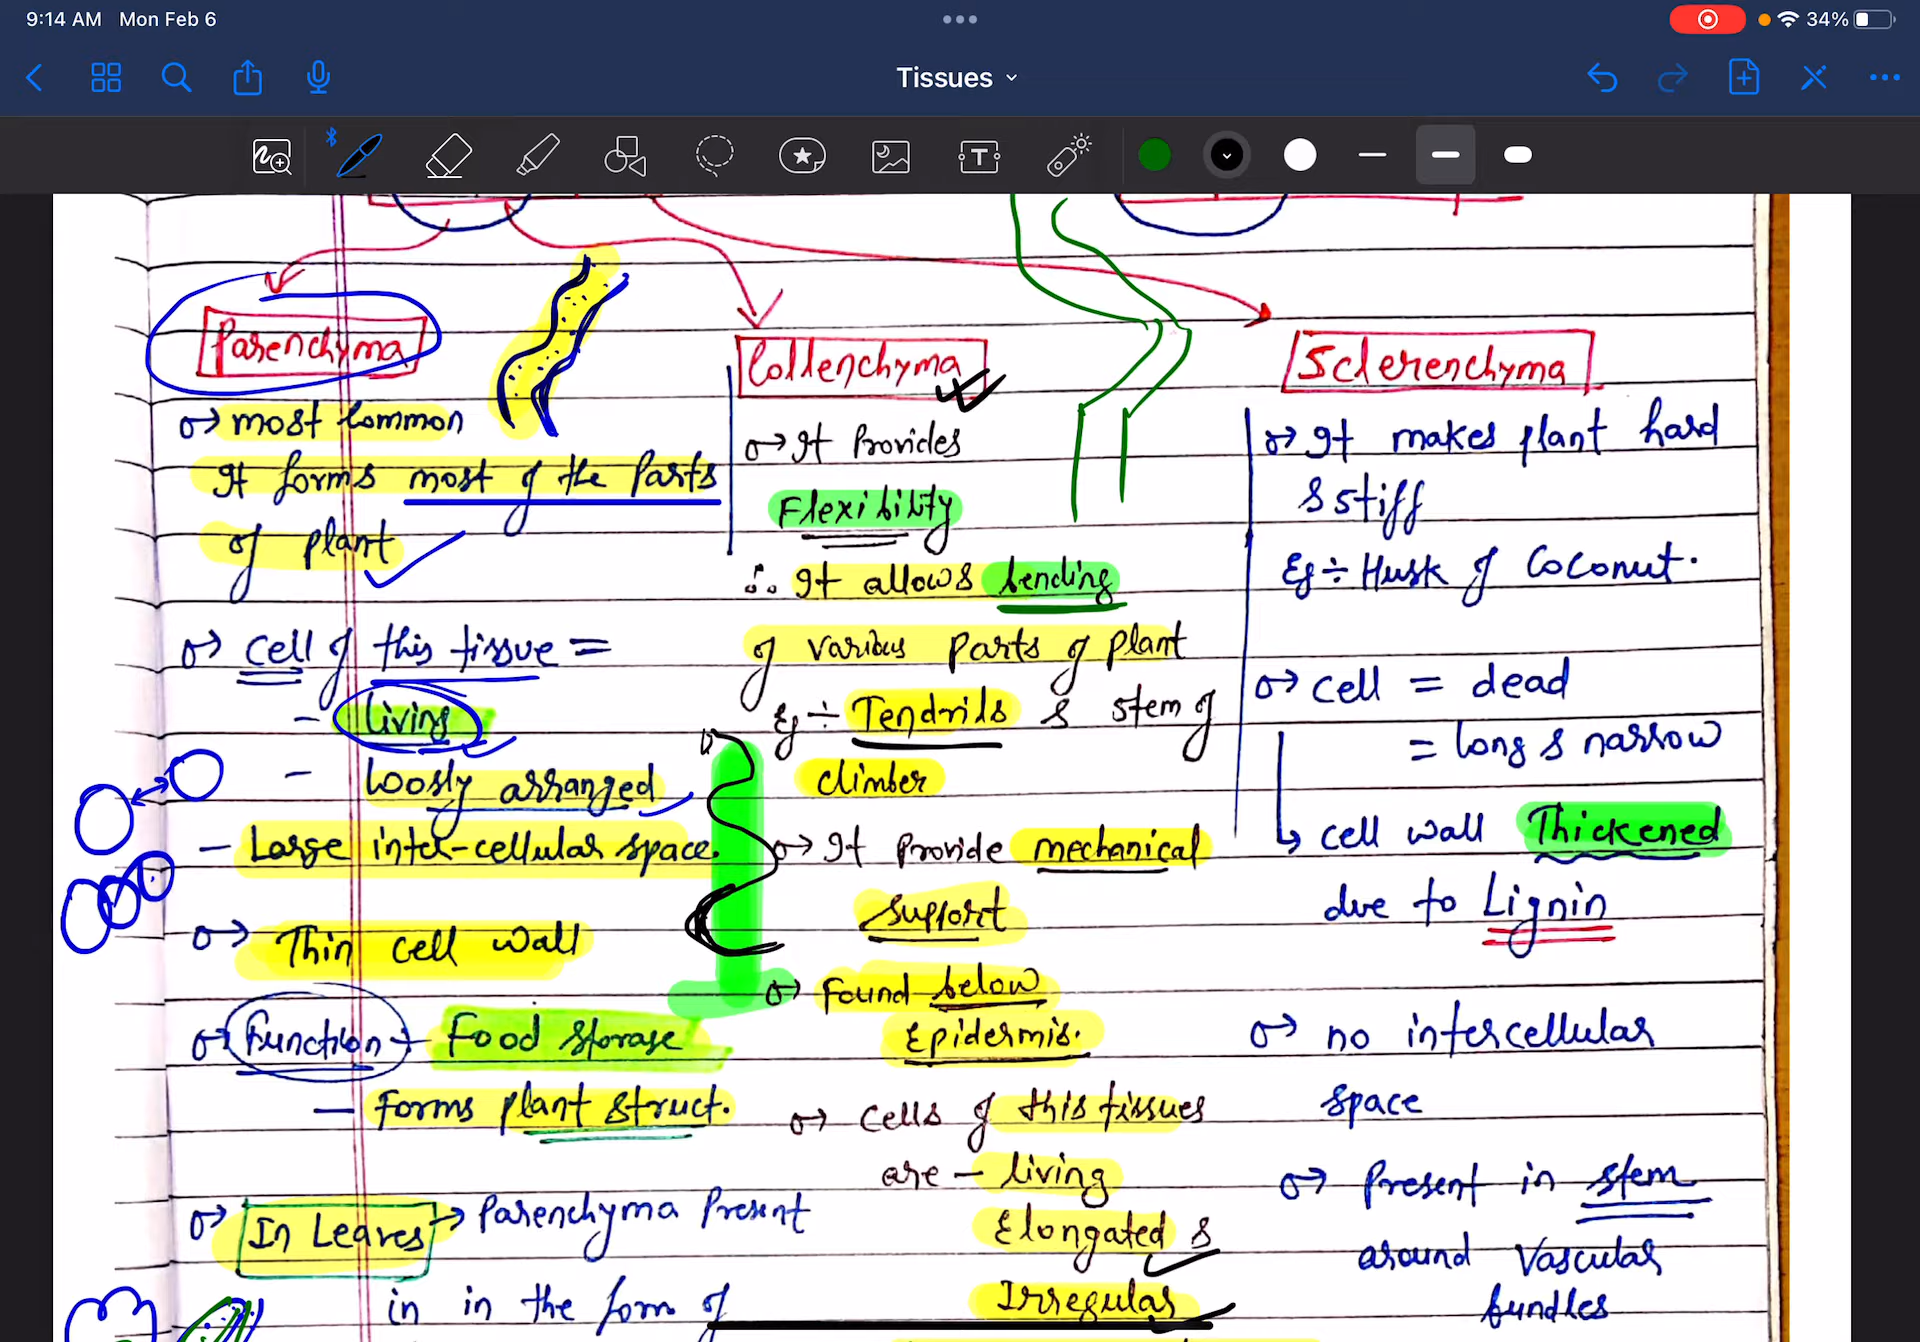 9:14 AM Mon Feb 6
34%
Tissues
Parenchyma
most common
It forms most of the Parts
of plant
cell of this tissue =
- living
- Loosly arranged
- Large inter-cellular space.
Thin cell wall
Function - Food storage
- Forms plant struct.
In Leaves → Parenchyma Present
in in the form of
Collenchyma
It Provides
Flexibility
∴ It allows bending
of various Parts of Plant
Eg ÷ Tendrils & stem of
climber
It Provide mechanical
support
Found below
Epidermis.
Cells of this tissues
are - living
Elongated &
Irregular
Sclerenchyma
It makes plant hard
& stiff
Eg ÷ Husk of Coconut.
cell = dead
= long & narrow
cell wall Thickened
due to Lignin
no intercellular
space
Present in stem
around Vascular
bundles